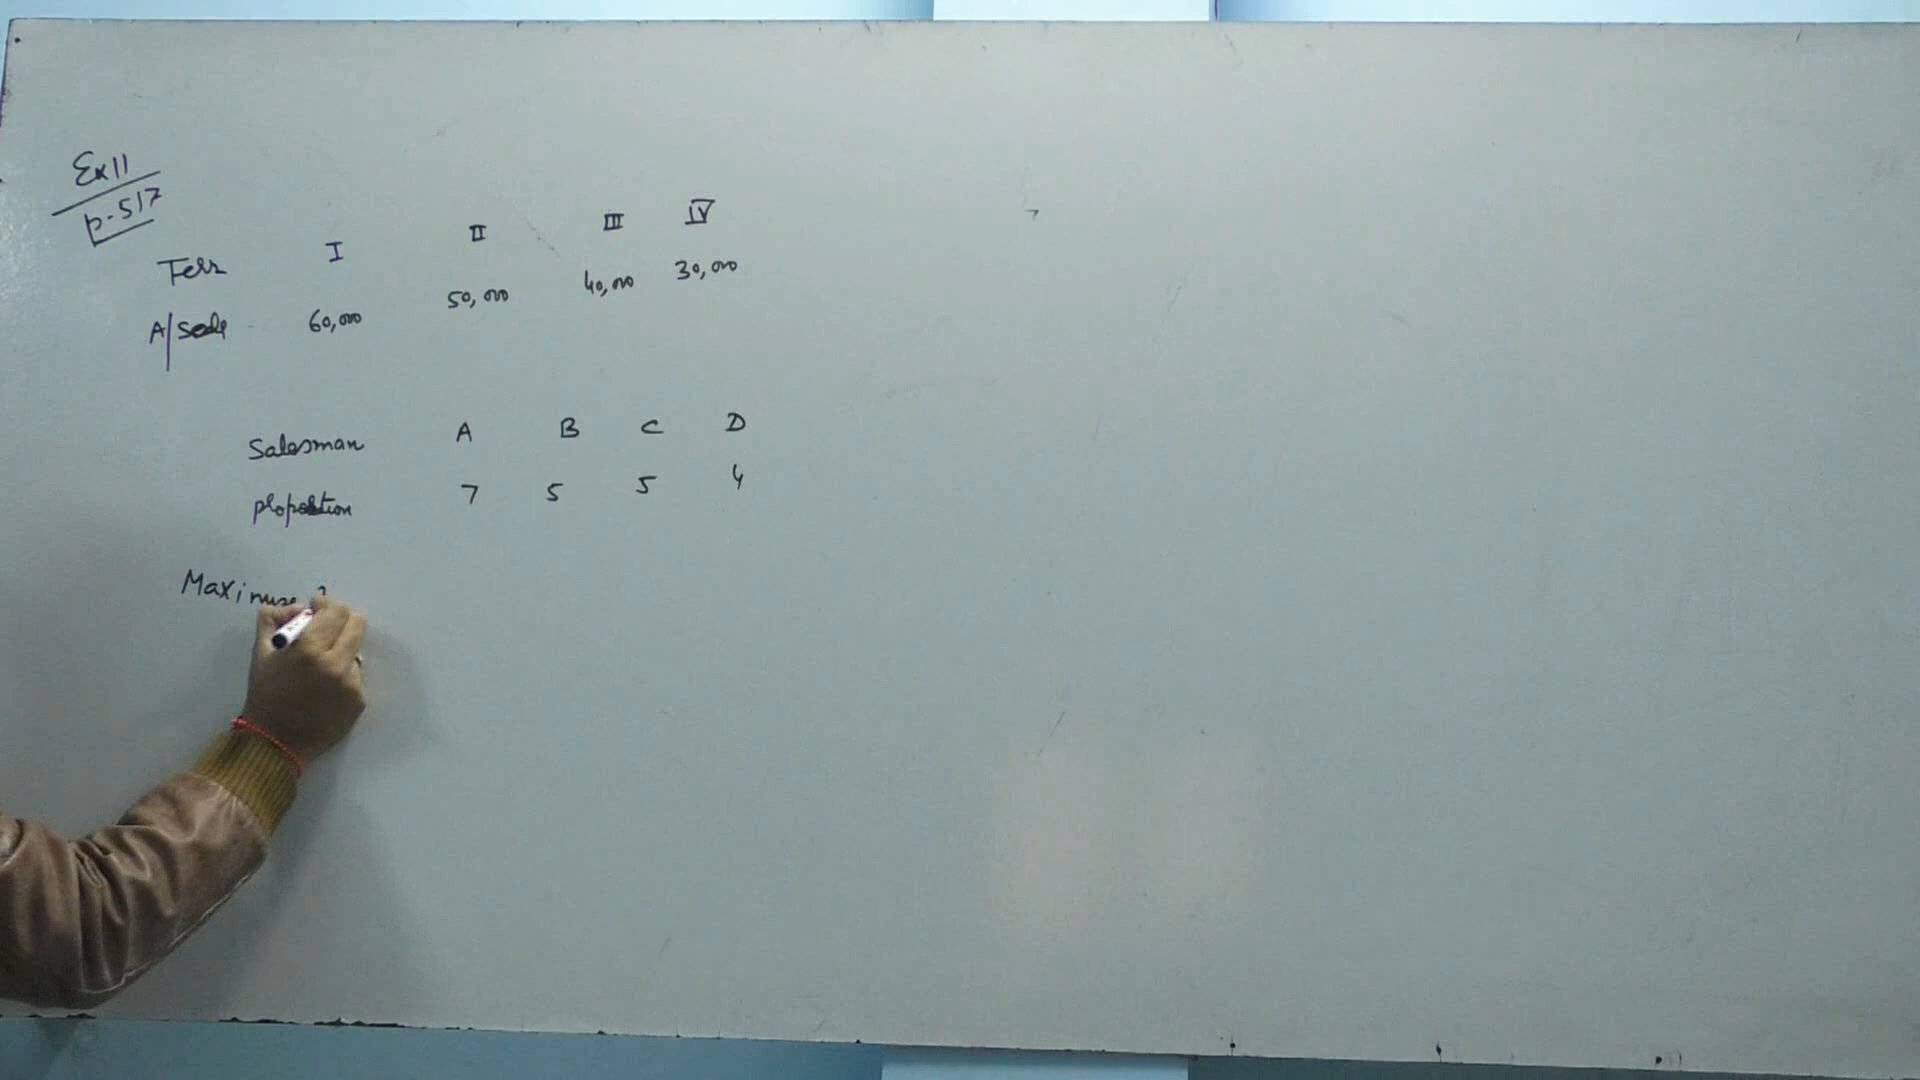 Ex 11
p-517
Terr I II III IV
A/Sale 60,000 50,000 40,000 30,000
Salesman A B C D
proportion 7 5 5 4
Maximise